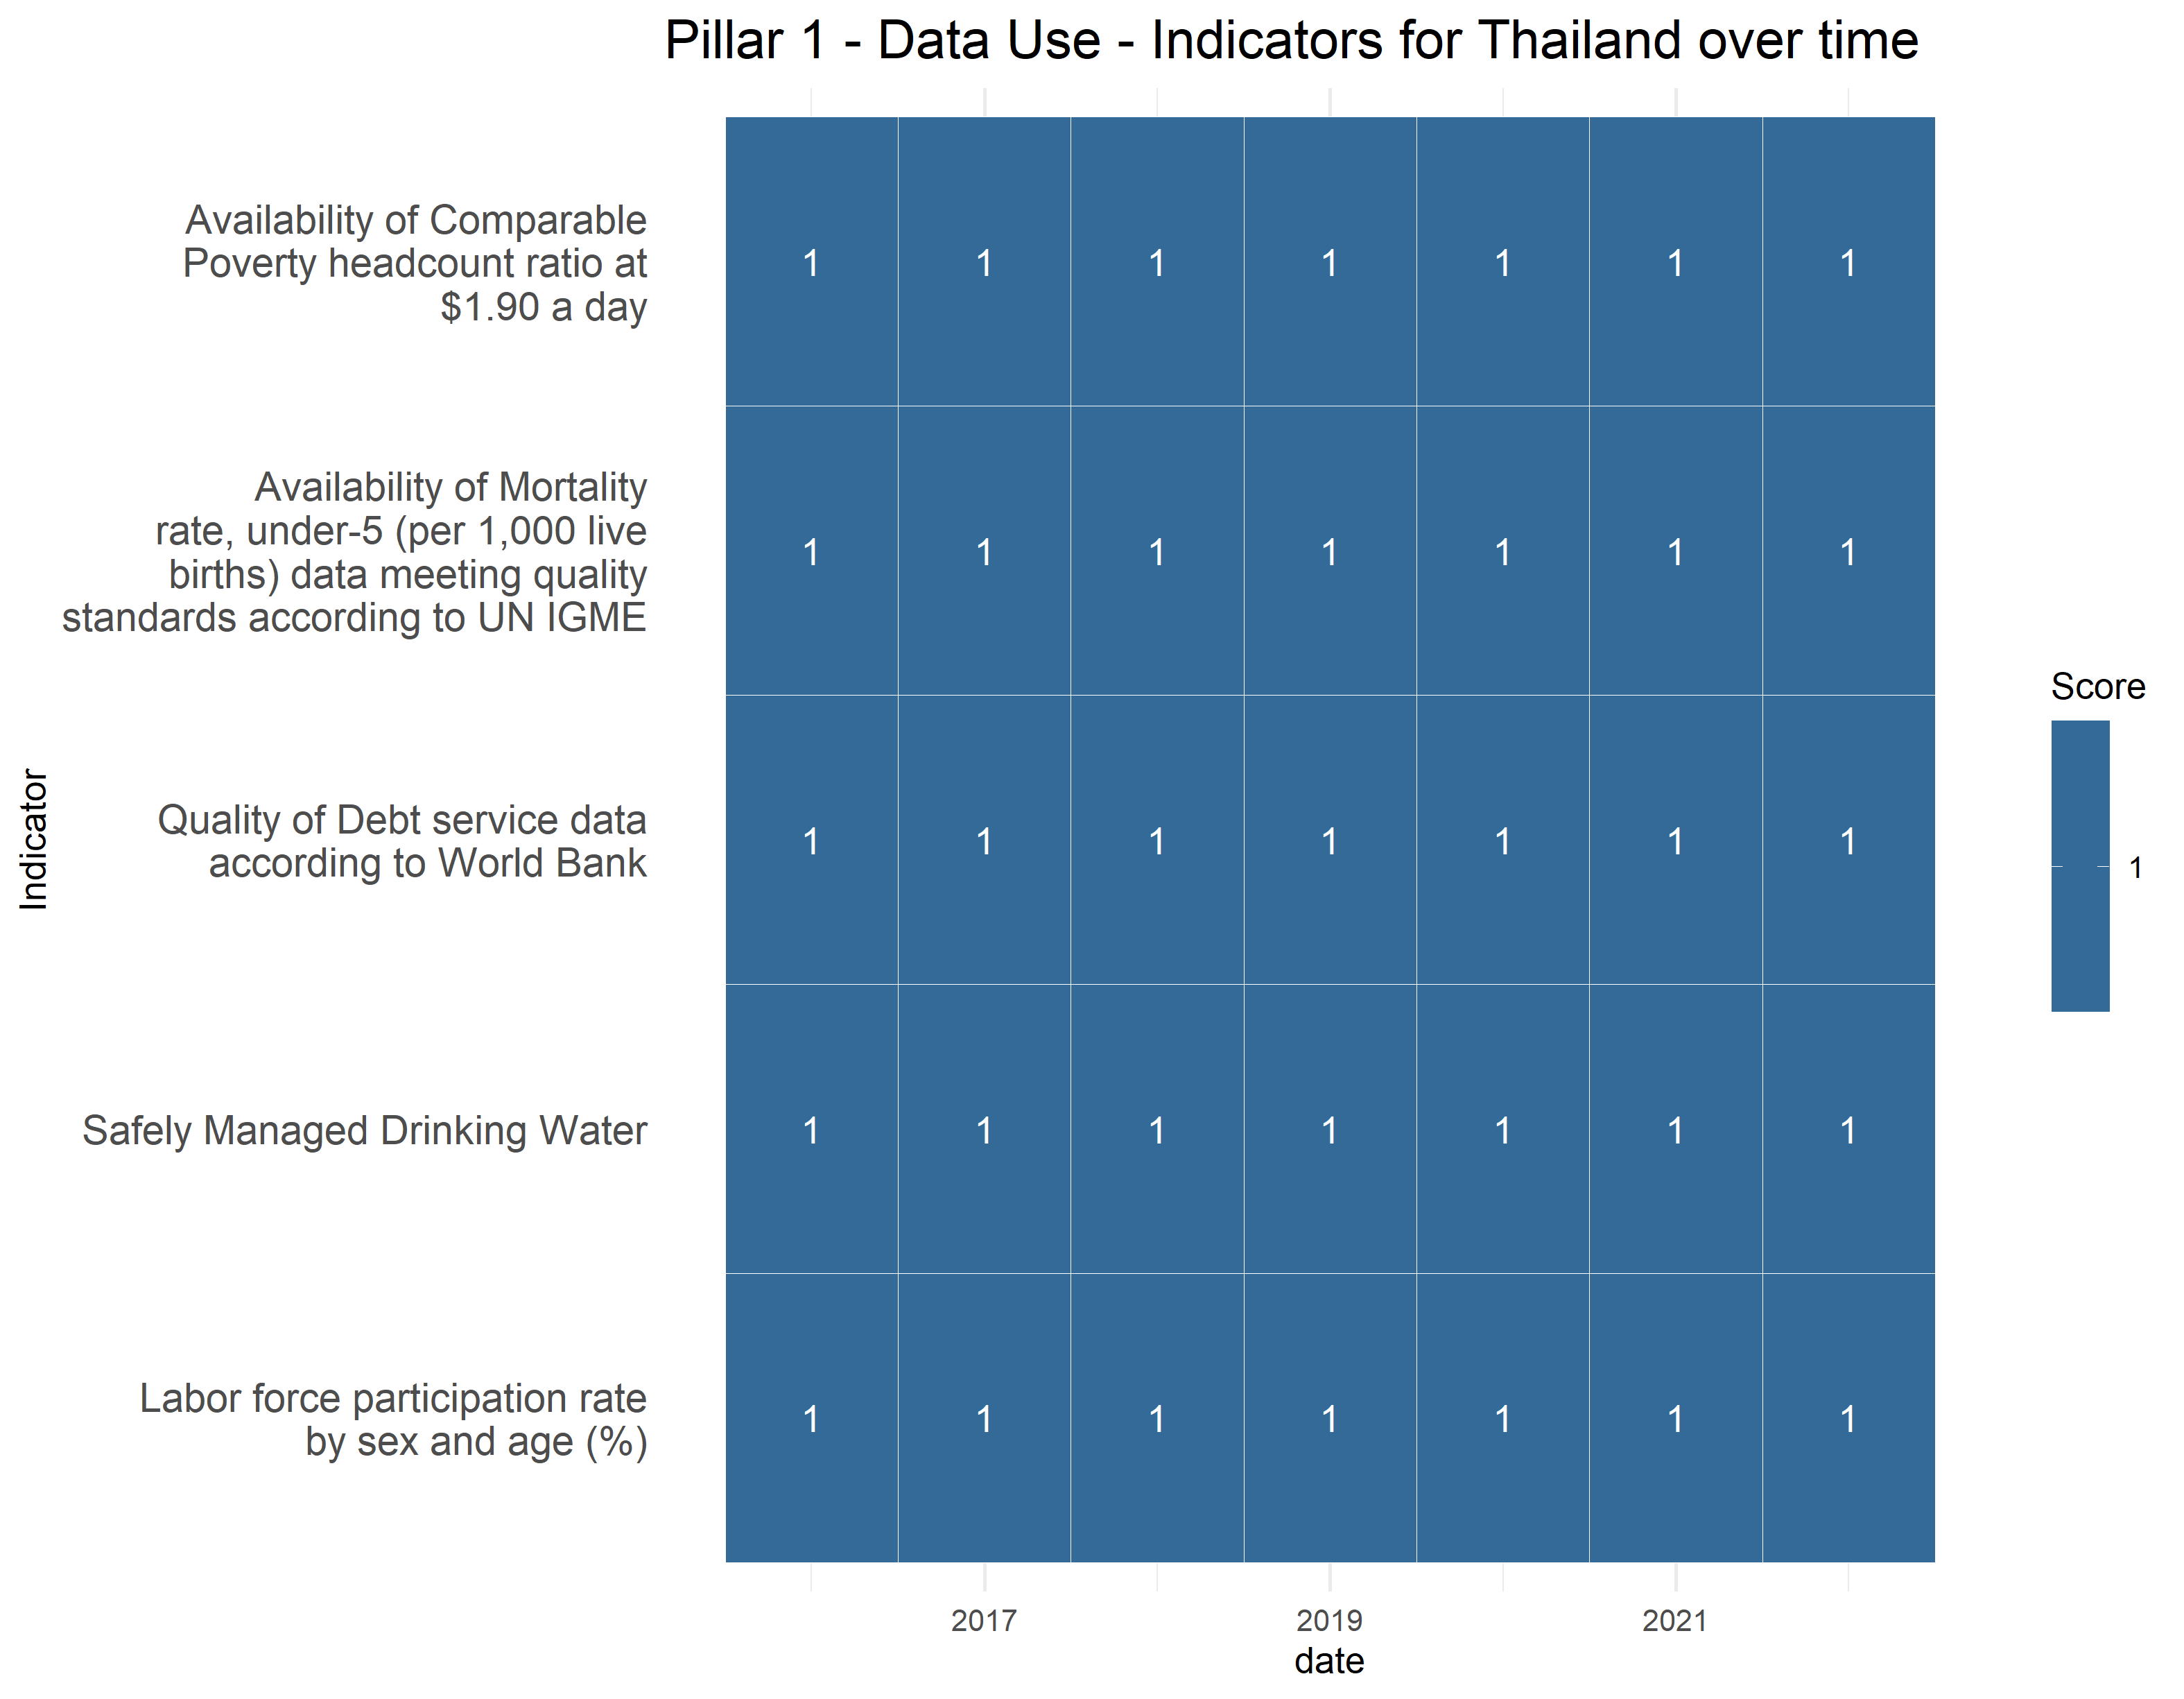 Pillar 1 - Data Use - Indicators for Thailand over time
Indicator
Availability of Comparable
Poverty headcount ratio at
$1.90 a day
1 1 1 1 1 1 1
Availability of Mortality
rate, under-5 (per 1,000 live
births) data meeting quality
standards according to UN IGME
1 1 1 1 1 1 1
Quality of Debt service data
according to World Bank
1 1 1 1 1 1 1
Safely Managed Drinking Water
1 1 1 1 1 1 1
Labor force participation rate
by sex and age (%)
1 1 1 1 1 1 1
2017 2019 2021
date
Score
1